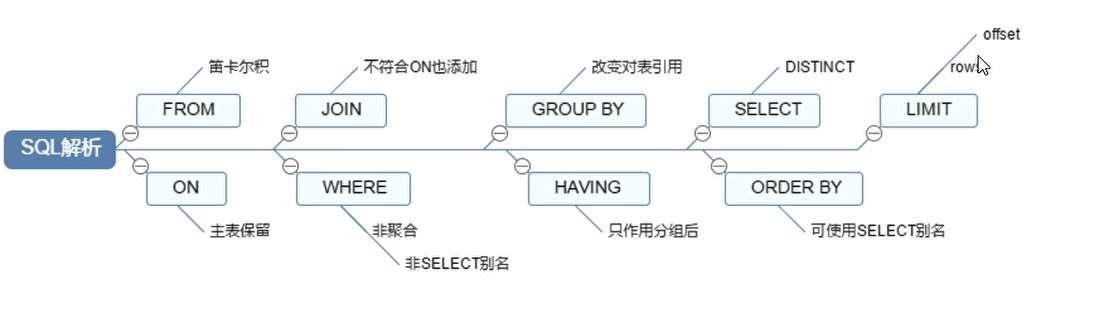 SQL解析
FROM
笛卡尔积
ON
主表保留
JOIN
不符合ON也添加
WHERE
非聚合
非SELECT别名
GROUP BY
改变对表引用
HAVING
只作用分组后
SELECT
DISTINCT
ORDER BY
可使用SELECT别名
LIMIT
offset
rows